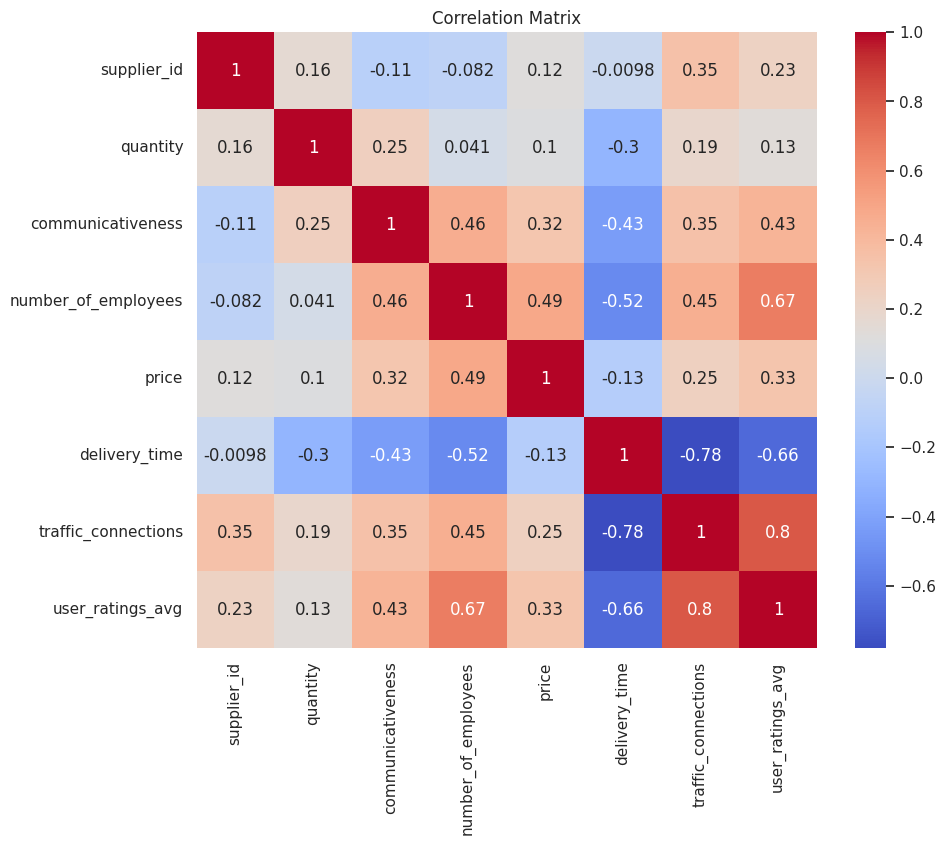 Correlation Matrix
supplier_id 1 0.16 -0.11 -0.082 0.12 -0.0098 0.35 0.23
quantity 0.16 1 0.25 0.041 0.1 -0.3 0.19 0.13
communicativeness -0.11 0.25 1 0.46 0.32 -0.43 0.35 0.43
number_of_employees -0.082 0.041 0.46 1 0.49 -0.52 0.45 0.67
price 0.12 0.1 0.32 0.49 1 -0.13 0.25 0.33
delivery_time -0.0098 -0.3 -0.43 -0.52 -0.13 1 -0.78 -0.66
traffic_connections 0.35 0.19 0.35 0.45 0.25 -0.78 1 0.8
user_ratings_avg 0.23 0.13 0.43 0.67 0.33 -0.66 0.8 1
supplier_id
quantity
communicativeness
number_of_employees
price
delivery_time
traffic_connections
user_ratings_avg
1.0
0.8
0.6
0.4
0.2
0.0
−0.2
−0.4
−0.6